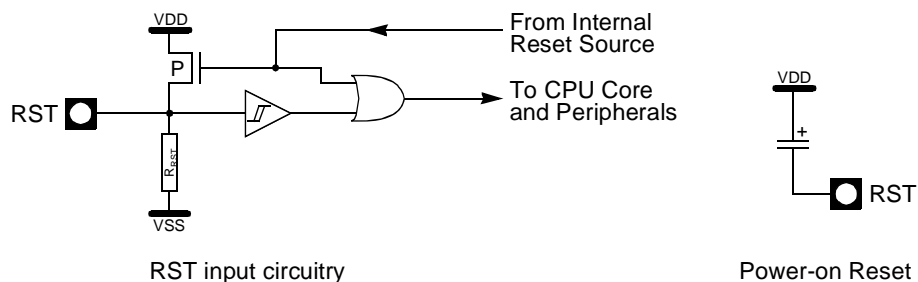 VDD
From Internal
Reset Source
P
To CPU Core
and Peripherals
RST
RRST
VSS
VDD
+
RST
RST input circuitry
Power-on Reset